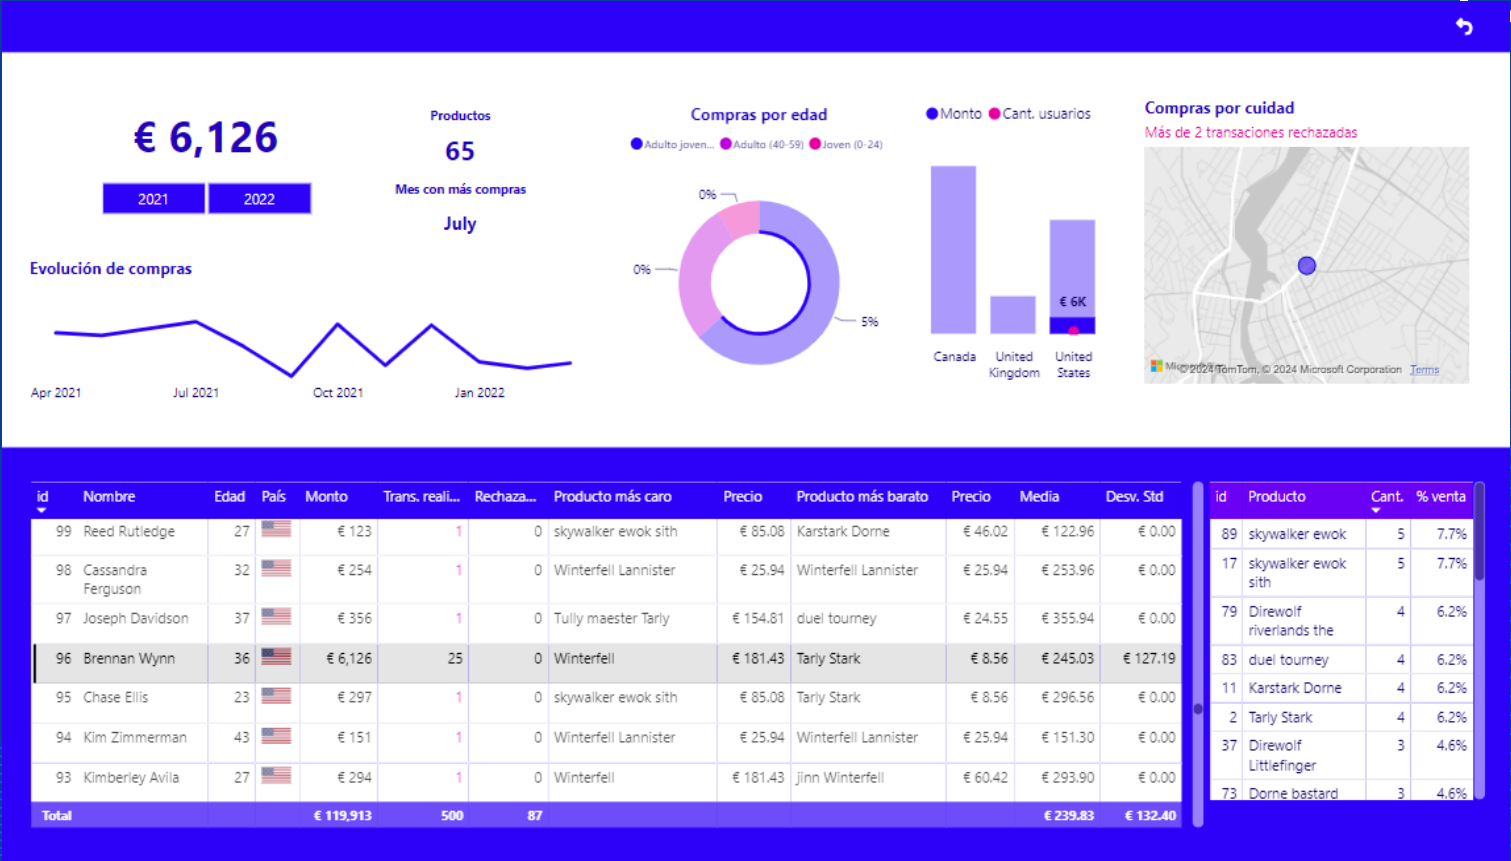 € 6,126
2021 2022
Productos
65
Mes con más compras
July
Evolución de compras
Apr 2021 Jul 2021 Oct 2021 Jan 2022
Compras por edad
Adulto joven... Adulto (40-59) Joven (0-24)
0%
0%
5%
Monto Cant. usuarios
€ 6K
Canada United Kingdom United States
Compras por cuidad
Más de 2 transaciones rechazadas
© 2024 TomTom, © 2024 Microsoft Corporation Terms
id Nombre Edad País Monto Trans. reali... Rechaza... Producto más caro Precio Producto más barato Precio Media Desv. Std
99 Reed Rutledge 27 € 123 1 0 skywalker ewok sith € 85.08 Karstark Dorne € 46.02 € 122.96 € 0.00
98 Cassandra Ferguson 32 € 254 1 0 Winterfell Lannister € 25.94 Winterfell Lannister € 25.94 € 253.96 € 0.00
97 Joseph Davidson 37 € 356 1 0 Tully maester Tarly € 154.81 duel tourney € 24.55 € 355.94 € 0.00
96 Brennan Wynn 36 € 6,126 25 0 Winterfell € 181.43 Tarly Stark € 8.56 € 245.03 € 127.19
95 Chase Ellis 23 € 297 1 0 skywalker ewok sith € 85.08 Tarly Stark € 8.56 € 296.56 € 0.00
94 Kim Zimmerman 43 € 151 1 0 Winterfell Lannister € 25.94 Winterfell Lannister € 25.94 € 151.30 € 0.00
93 Kimberley Avila 27 € 294 1 0 Winterfell € 181.43 jinn Winterfell € 60.42 € 293.90 € 0.00
Total € 119,913 500 87 € 239.83 € 132.40
id Producto Cant. % venta
89 skywalker ewok 5 7.7%
17 skywalker ewok sith 5 7.7%
79 Direwolf riverlands the 4 6.2%
83 duel tourney 4 6.2%
11 Karstark Dorne 4 6.2%
2 Tarly Stark 4 6.2%
37 Direwolf Littlefinger 3 4.6%
73 Dorne bastard 3 4.6%